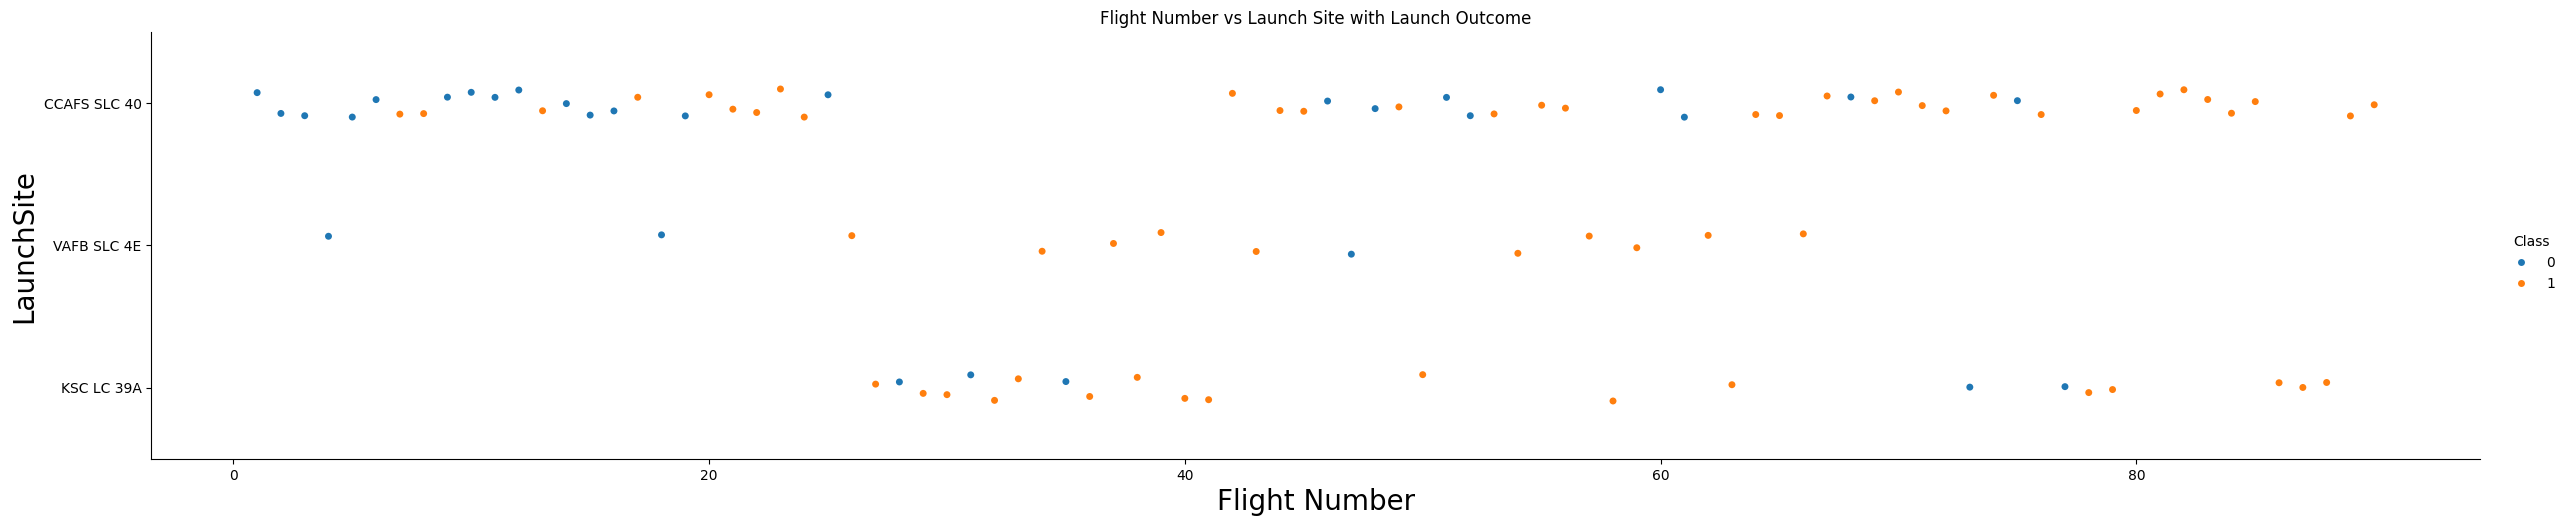 Flight Number vs Launch Site with Launch Outcome
LaunchSite
CCAFS SLC 40
VAFB SLC 4E
KSC LC 39A
0 20 40 60 80
Flight Number
Class
0
1